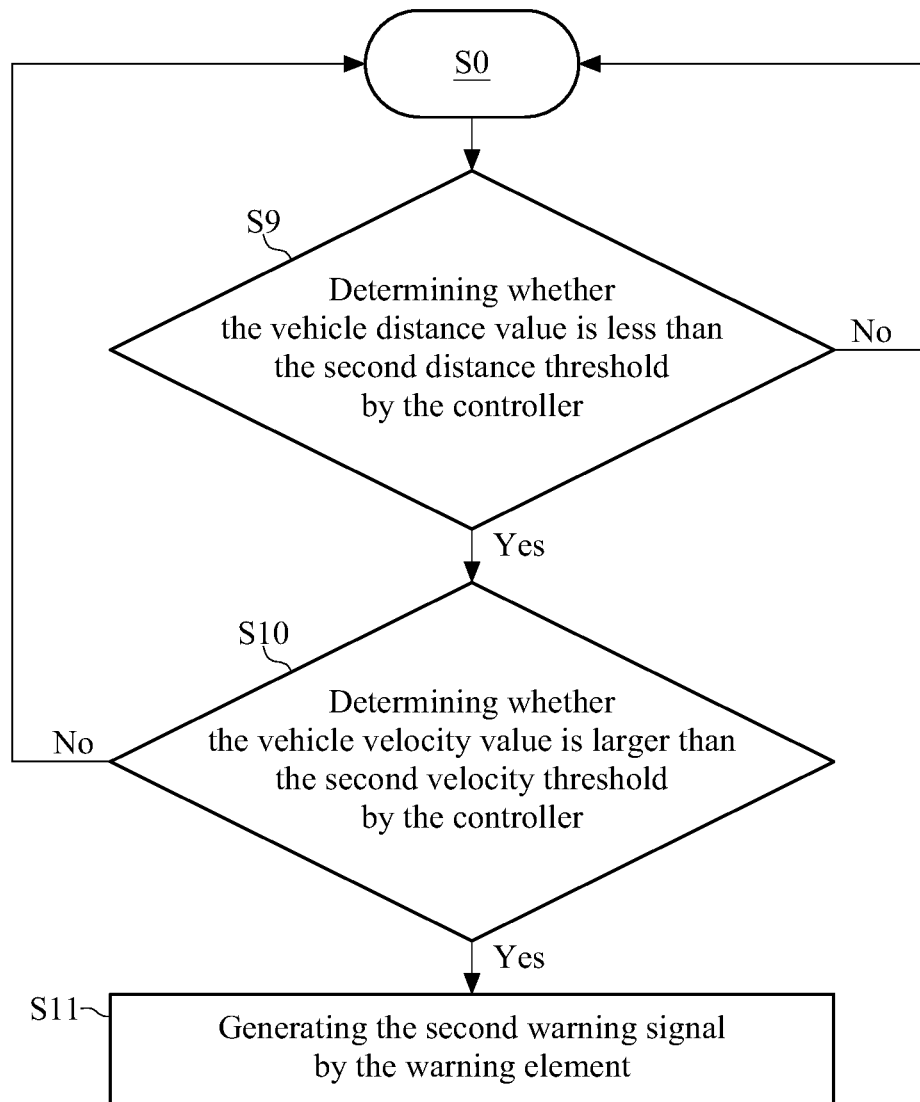 S0
S9
Determining whether
the vehicle distance value is less than
the second distance threshold
by the controller
No
Yes
S10
Determining whether
the vehicle velocity value is larger than
the second velocity threshold
by the controller
No
Yes
S11
Generating the second warning signal
by the warning element